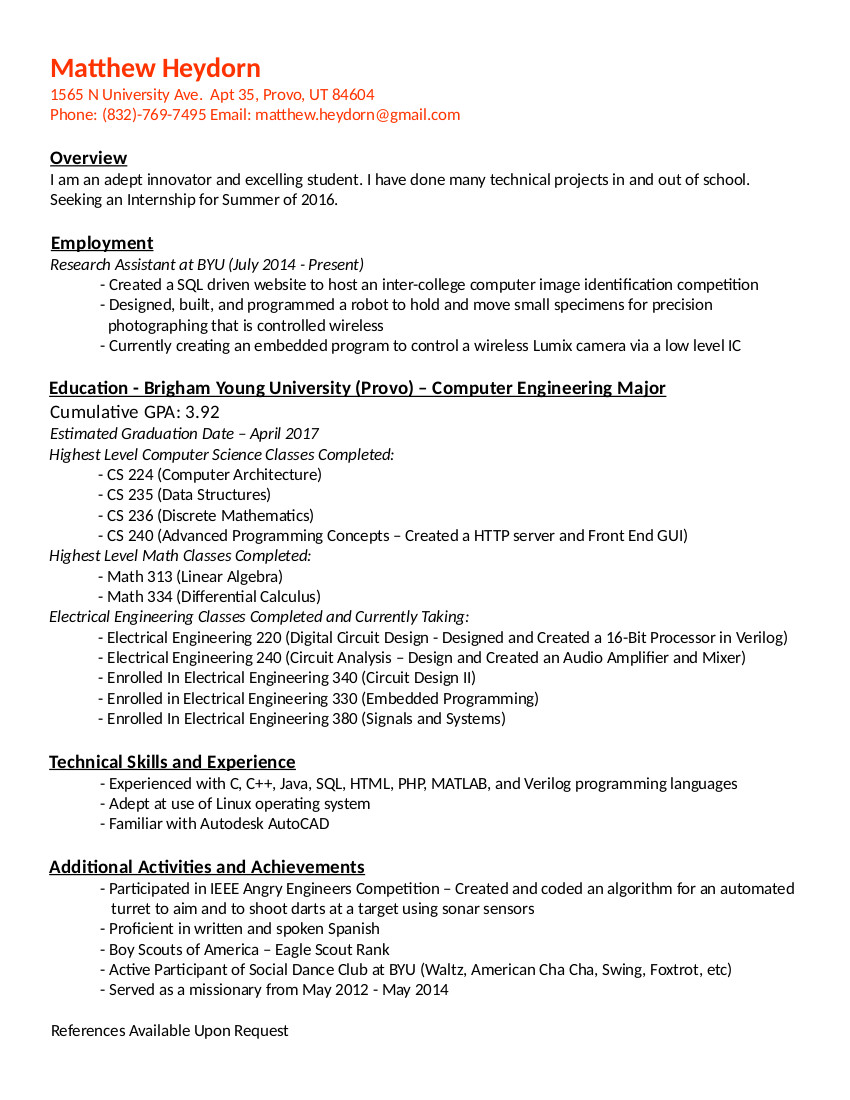 Matthew Heydorn
1565 N University Ave.  Apt 35, Provo, UT 84604
Phone: (832)-769-7495 Email: matthew.heydorn@gmail.com
Overview
I am an adept innovator and excelling student. I have done many technical projects in and out of school.
Seeking an Internship for Summer of 2016.
Employment
Research Assistant at BYU (July 2014 - Present)
- Created a SQL driven website to host an inter-college computer image identification competition
- Designed, built, and programmed a robot to hold and move small specimens for precision
photographing that is controlled wireless
- Currently creating an embedded program to control a wireless Lumix camera via a low level IC
Education - Brigham Young University (Provo) – Computer Engineering Major
Cumulative GPA: 3.92
Estimated Graduation Date – April 2017
Highest Level Computer Science Classes Completed:
- CS 224 (Computer Architecture)
- CS 235 (Data Structures)
- CS 236 (Discrete Mathematics)
- CS 240 (Advanced Programming Concepts – Created a HTTP server and Front End GUI)
Highest Level Math Classes Completed:
- Math 313 (Linear Algebra)
- Math 334 (Differential Calculus)
Electrical Engineering Classes Completed and Currently Taking:
- Electrical Engineering 220 (Digital Circuit Design - Designed and Created a 16-Bit Processor in Verilog)
- Electrical Engineering 240 (Circuit Analysis – Design and Created an Audio Amplifier and Mixer)
- Enrolled In Electrical Engineering 340 (Circuit Design II)
- Enrolled in Electrical Engineering 330 (Embedded Programming)
- Enrolled In Electrical Engineering 380 (Signals and Systems)
Technical Skills and Experience
- Experienced with C, C++, Java, SQL, HTML, PHP, MATLAB, and Verilog programming languages
- Adept at use of Linux operating system
- Familiar with Autodesk AutoCAD
Additional Activities and Achievements
- Participated in IEEE Angry Engineers Competition – Created and coded an algorithm for an automated
turret to aim and to shoot darts at a target using sonar sensors
- Proficient in written and spoken Spanish
- Boy Scouts of America – Eagle Scout Rank
- Active Participant of Social Dance Club at BYU (Waltz, American Cha Cha, Swing, Foxtrot, etc)
- Served as a missionary from May 2012 - May 2014
References Available Upon Request